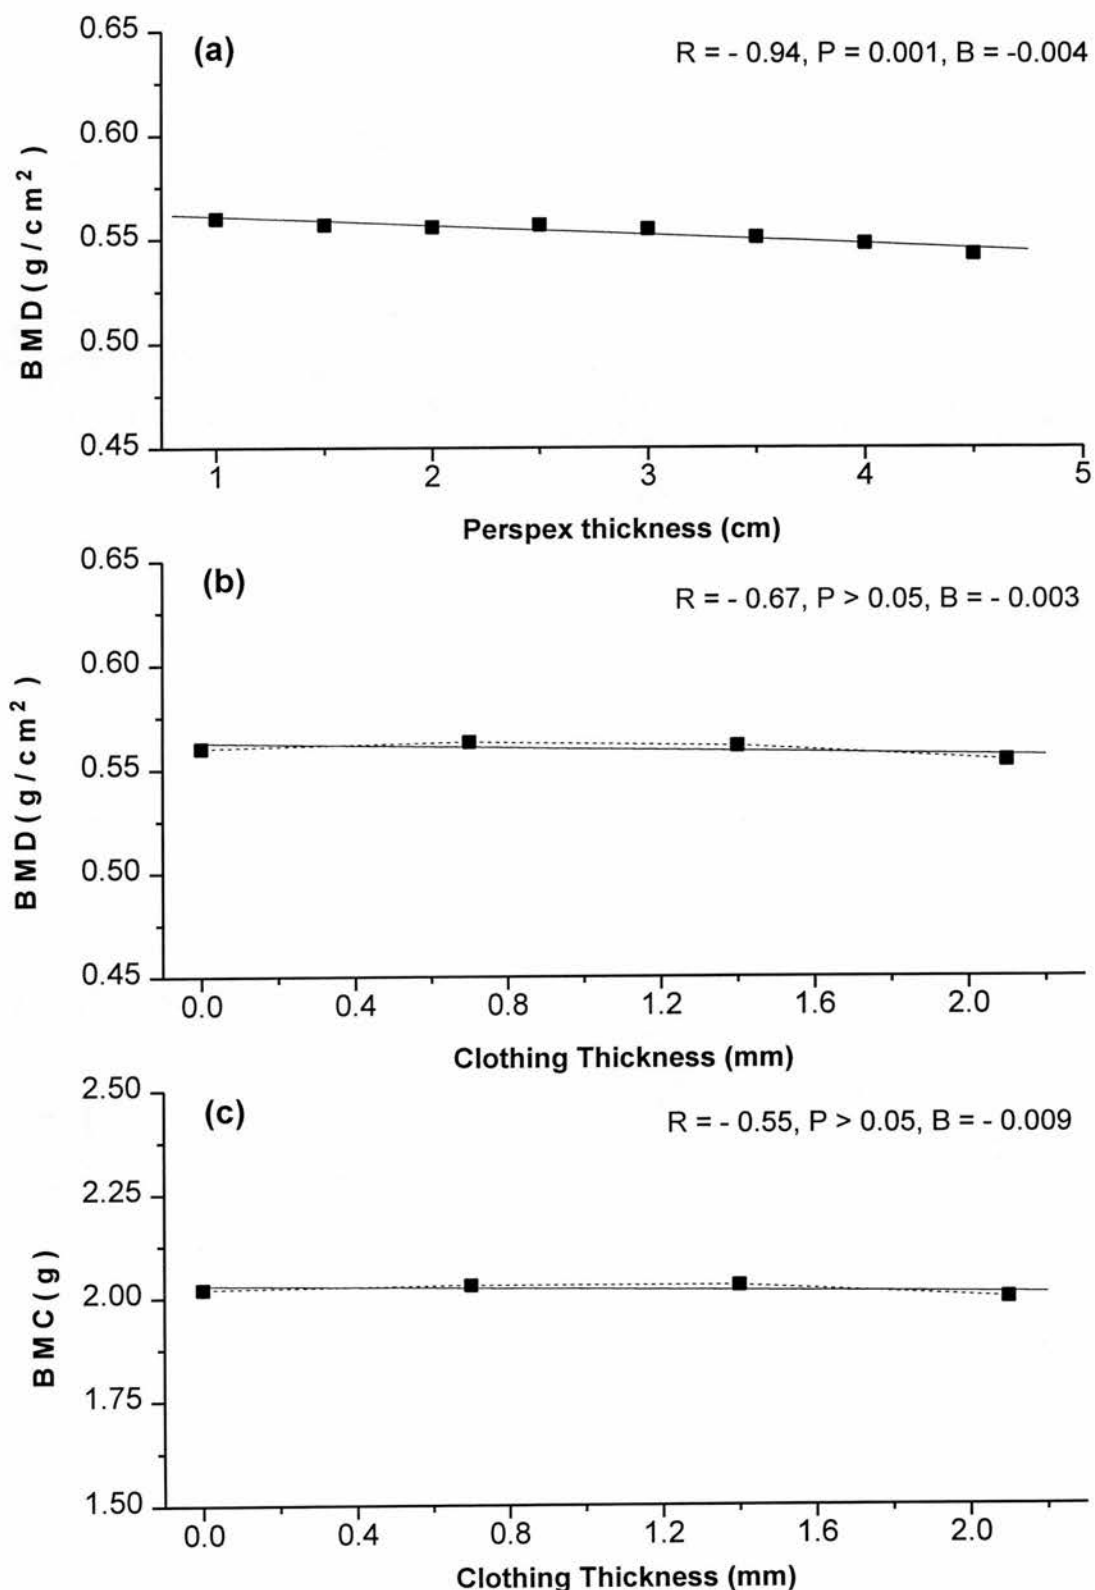 0.65
(a)
R = - 0.94, P = 0.001, B = -0.004
0.60
0.55
0.50
0.45
BMD(g/cm²)
1 2 3 4 5
Perspex thickness (cm)
0.65
(b)
R = - 0.67, P > 0.05, B = - 0.003
0.60
0.55
0.50
0.45
BMD(g/cm²)
0.0 0.4 0.8 1.2 1.6 2.0
Clothing Thickness (mm)
2.50
(c)
R = - 0.55, P > 0.05, B = - 0.009
2.25
2.00
1.75
1.50
BMC(g)
0.0 0.4 0.8 1.2 1.6 2.0
Clothing Thickness (mm)